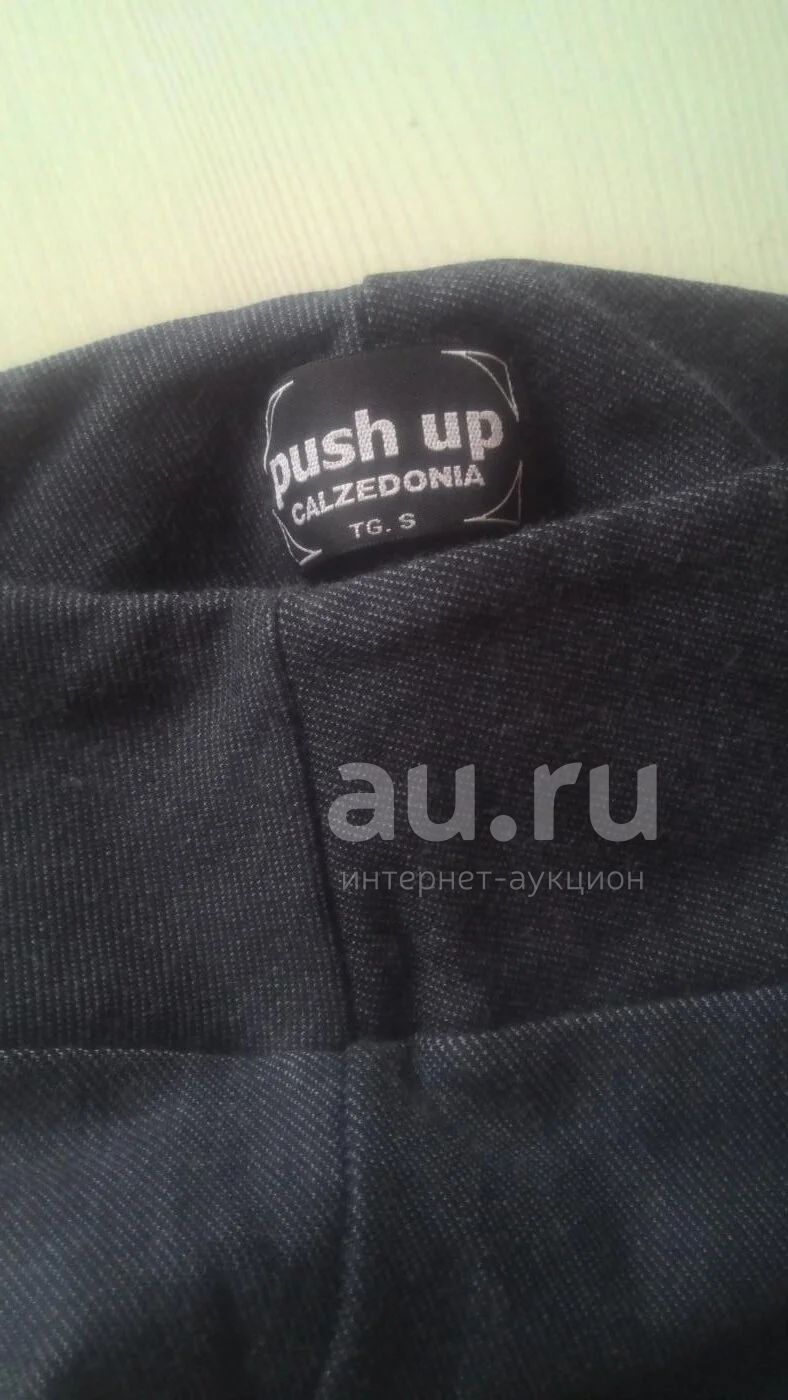 push up
CALZEDONIA
TG. S
au.ru
интернет-аукцион